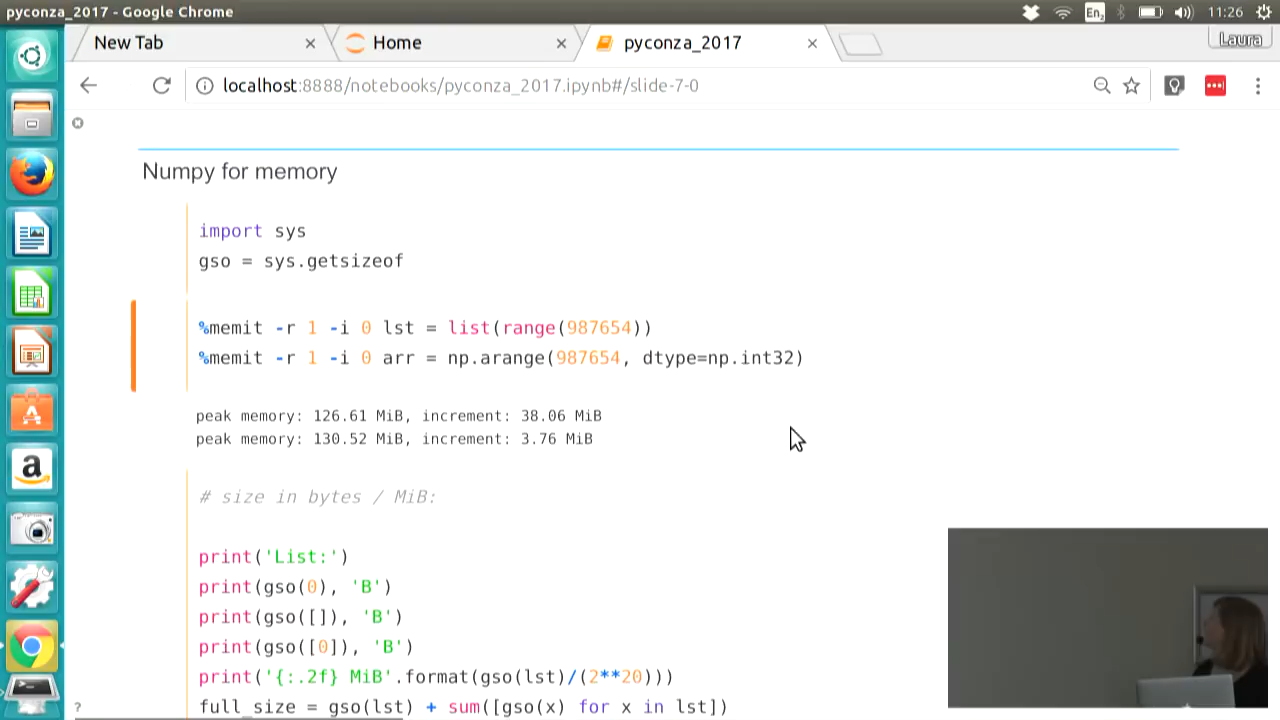 pyconza_2017 - Google Chrome
En2
11:26
New Tab
Home
pyconza_2017
Laura
localhost:8888/notebooks/pyconza_2017.ipynb#/slide-7-0
Numpy for memory
import sys
gso = sys.getsizeof
%memit -r 1 -i 0 lst = list(range(987654))
%memit -r 1 -i 0 arr = np.arange(987654, dtype=np.int32)
peak memory: 126.61 MiB, increment: 38.06 MiB
peak memory: 130.52 MiB, increment: 3.76 MiB
# size in bytes / MiB:
print('List:')
print(gso(0), 'B')
print(gso([]), 'B')
print(gso([0]), 'B')
print('{:.2f} MiB'.format(gso(lst)/(2**20)))
full_size = gso(lst) + sum([gso(x) for x in lst])
?